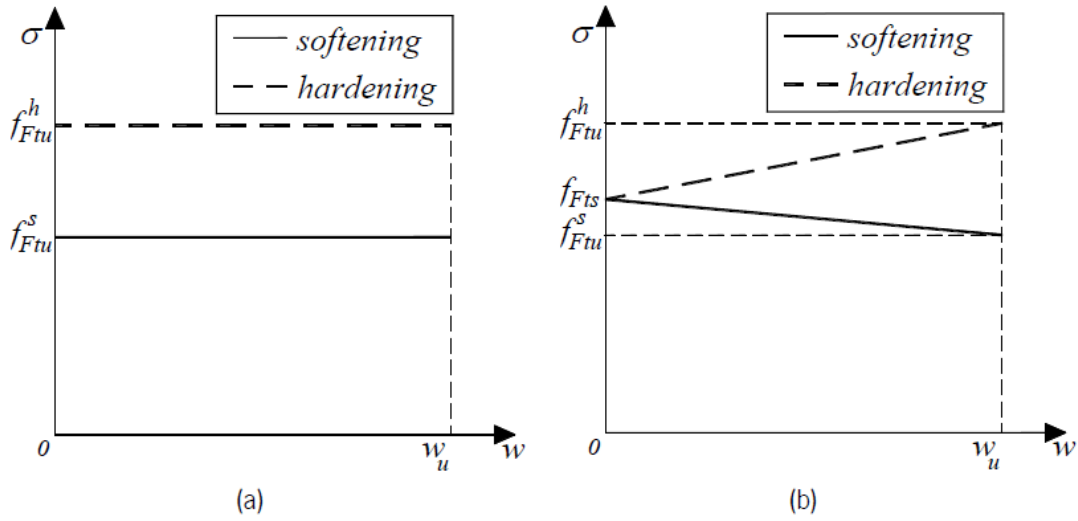 σ
softening
hardening
f^h_Ftu
f^s_Ftu
0
w_u
w
(a)
σ
softening
hardening
f^h_Ftu
f_Fts
f^s_Ftu
0
w_u
w
(b)